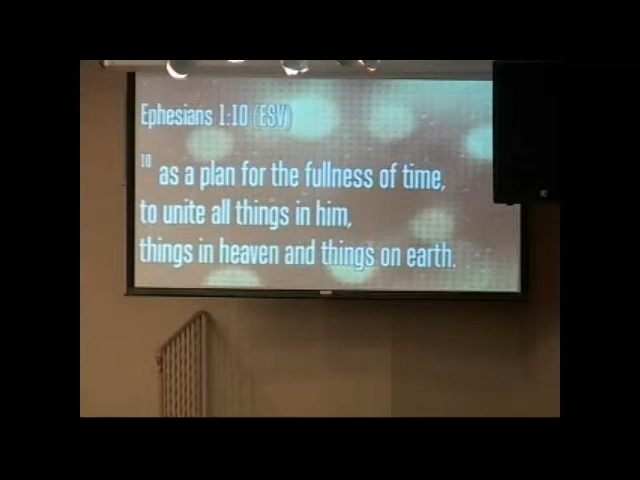 Ephesians 1:10 (ESV)
10 as a plan for the fullness of time,
to unite all things in him,
things in heaven and things on earth.